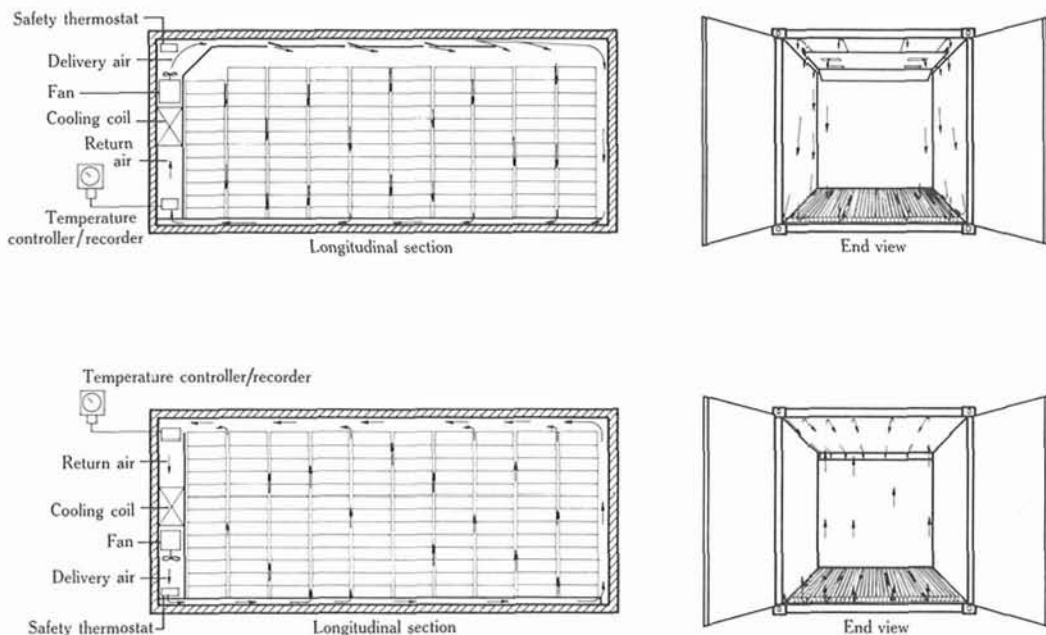 Safety thermostat
Delivery air
Fan
Cooling coil
Return
air
Temperature
controller/recorder
Longitudinal section
End view
Temperature controller/recorder
Return air
Cooling coil
Fan
Delivery air
Safety thermostat
Longitudinal section
End view